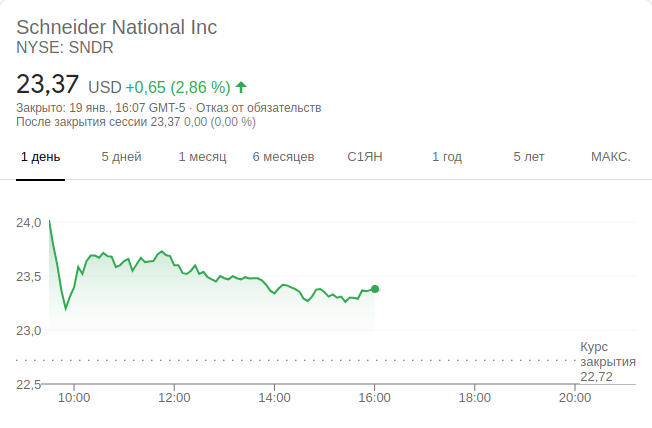 Schneider National Inc
NYSE: SNDR
23,37 USD +0,65 (2,86 %)
Закрыто: 19 янв., 16:07 GMT-5 · Отказ от обязательств
После закрытия сессии 23,37 0,00 (0,00 %)
1 день 5 дней 1 месяц 6 месяцев С1ЯН 1 год 5 лет МАКС.
24,0
23,5
23,0
Курс
закрытия
22,72
22,5
10:00 12:00 14:00 16:00 18:00 20:00